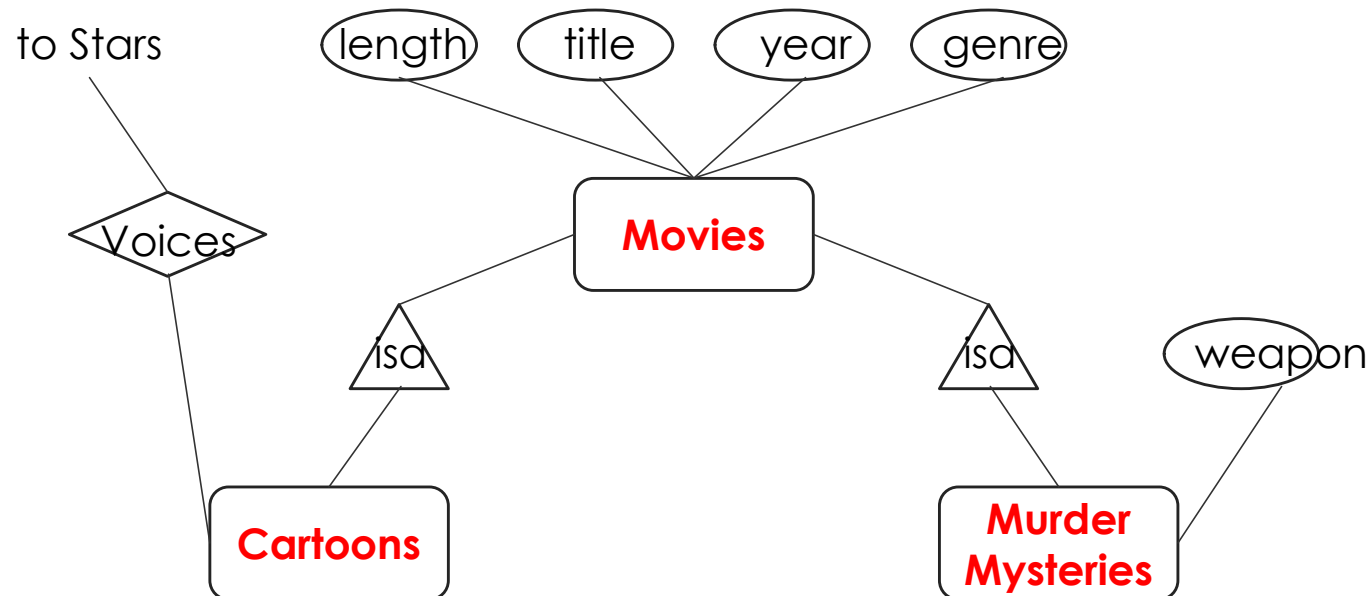 to Stars
length
title
year
genre
Voices
Movies
isa
isa
weapon
Cartoons
Murder
Mysteries